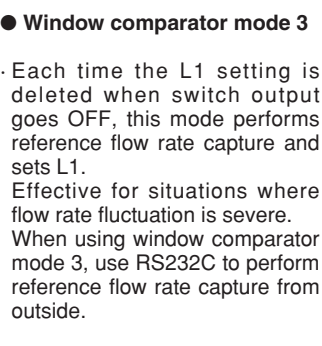 ● Window comparator mode 3
· Each time the L1 setting is
deleted when switch output
goes OFF, this mode performs
reference flow rate capture and
sets L1.
Effective for situations where
flow rate fluctuation is severe.
When using window comparator
mode 3, use RS232C to perform
reference flow rate capture from
outside.